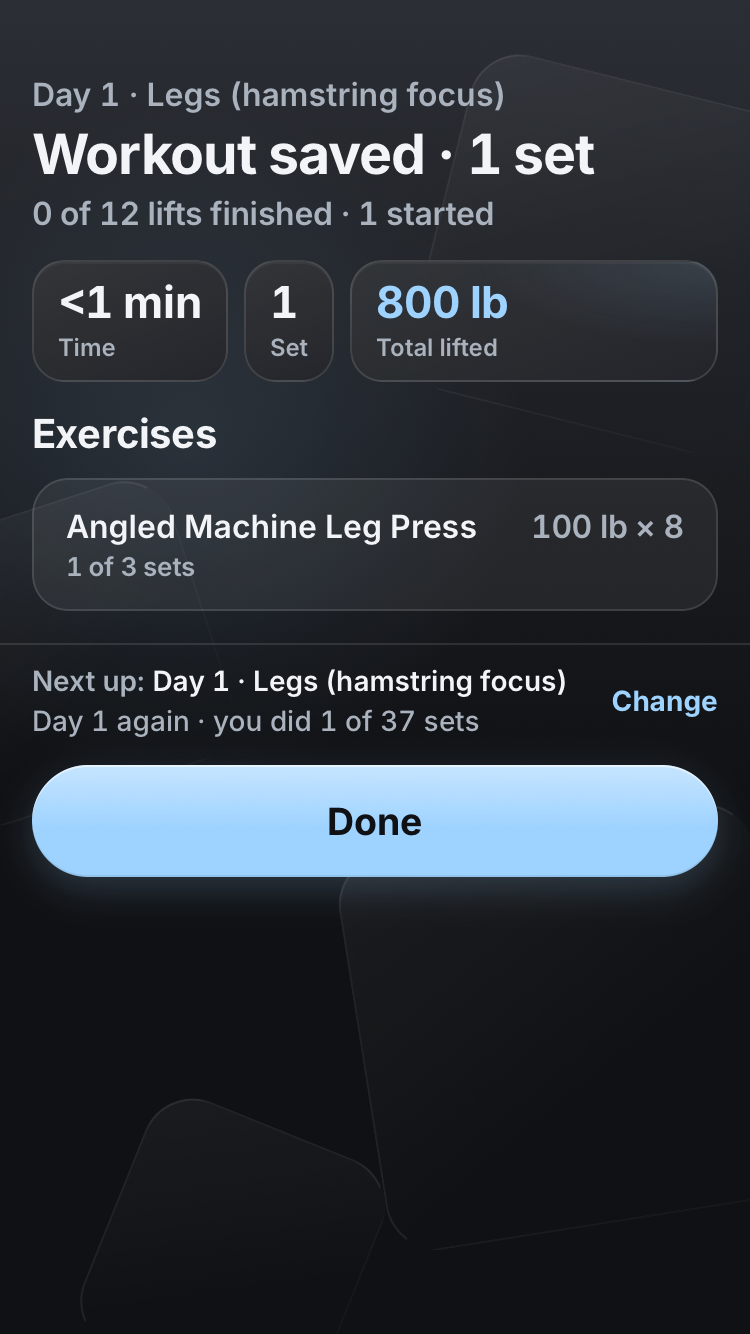 Day 1 · Legs (hamstring focus)
Workout saved · 1 set
0 of 12 lifts finished · 1 started
<1 min
Time
1
Set
800 lb
Total lifted
Exercises
Angled Machine Leg Press 100 lb × 8
1 of 3 sets
Next up: Day 1 · Legs (hamstring focus)
Day 1 again · you did 1 of 37 sets
Change
Done